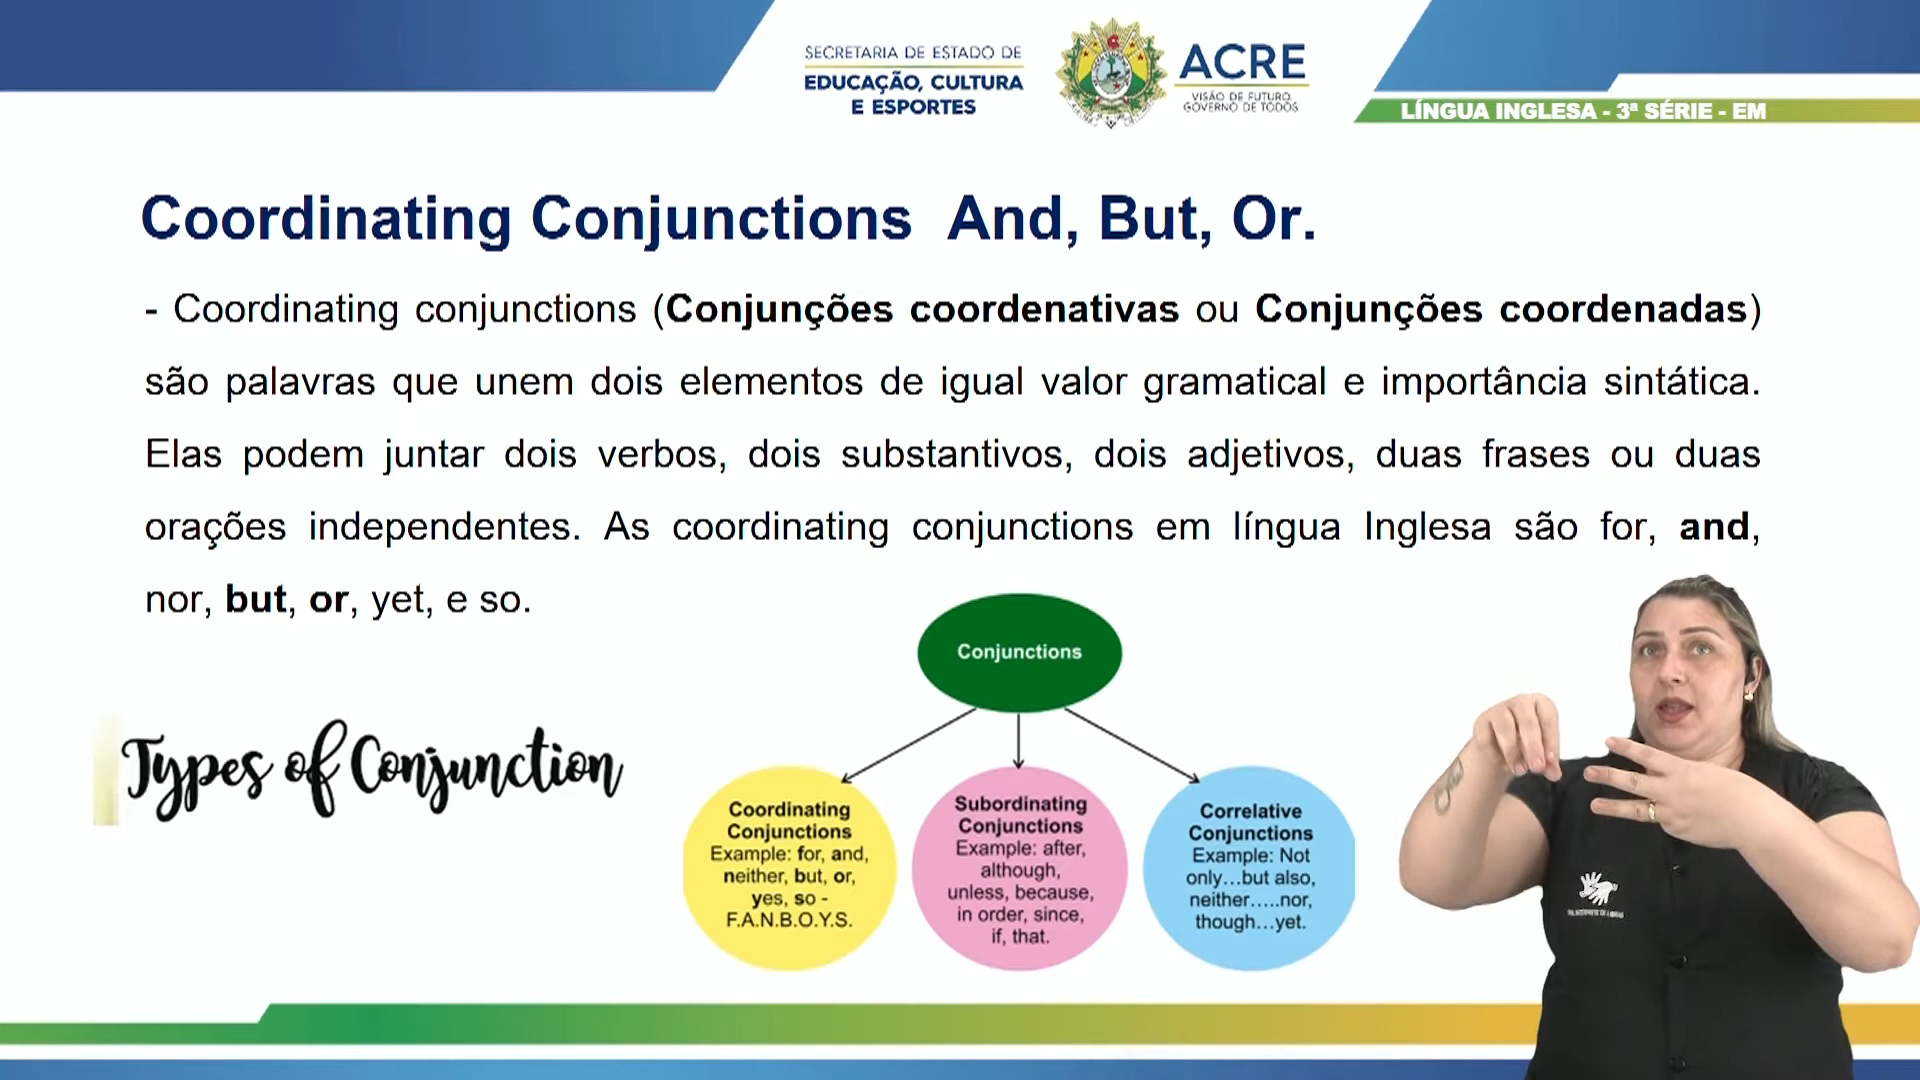 SECRETARIA DE ESTADO DE
EDUCAÇÃO, CULTURA
E ESPORTES
ACRE
VISÃO DE FUTURO,
GOVERNO DE TODOS
LÍNGUA INGLESA - 3ª SÉRIE - EM
Coordinating Conjunctions And, But, Or.
- Coordinating conjunctions (Conjunções coordenativas ou Conjunções coordenadas)
são palavras que unem dois elementos de igual valor gramatical e importância sintática.
Elas podem juntar dois verbos, dois substantivos, dois adjetivos, duas frases ou duas
orações independentes. As coordinating conjunctions em língua Inglesa são for, and,
nor, but, or, yet, e so.
Types of Conjunction
Conjunctions
Coordinating
Conjunctions
Example: for, and,
neither, but, or,
yes, so -
F.A.N.B.O.Y.S.
Subordinating
Conjunctions
Example: after,
although,
unless, because,
in order, since,
if, that.
Correlative
Conjunctions
Example: Not
only...but also,
neither.....nor,
though...yet.